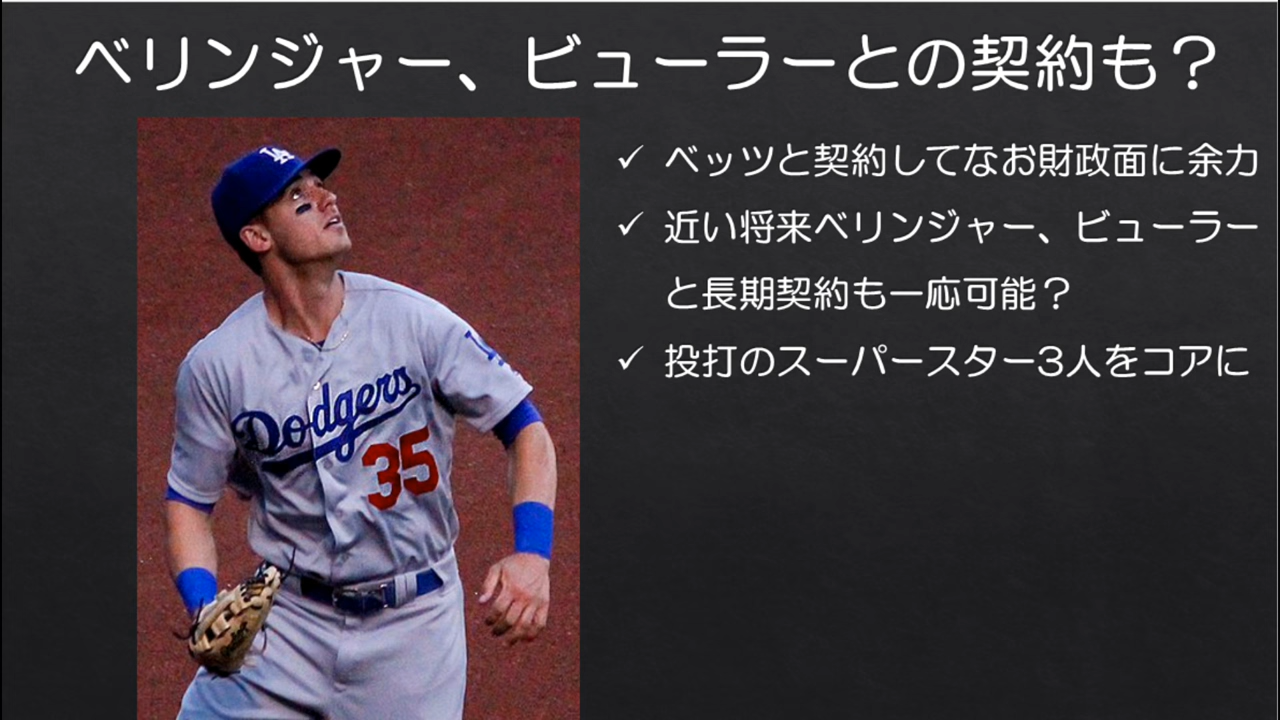 ベリンジャー、ビューラーとの契約も？
✓ ベッツと契約してなお財政面に余力
✓ 近い将来ベリンジャー、ビューラー
と長期契約も一応可能？
✓ 投打のスーパースター3人をコアに
LA
LA
Dodgers
35